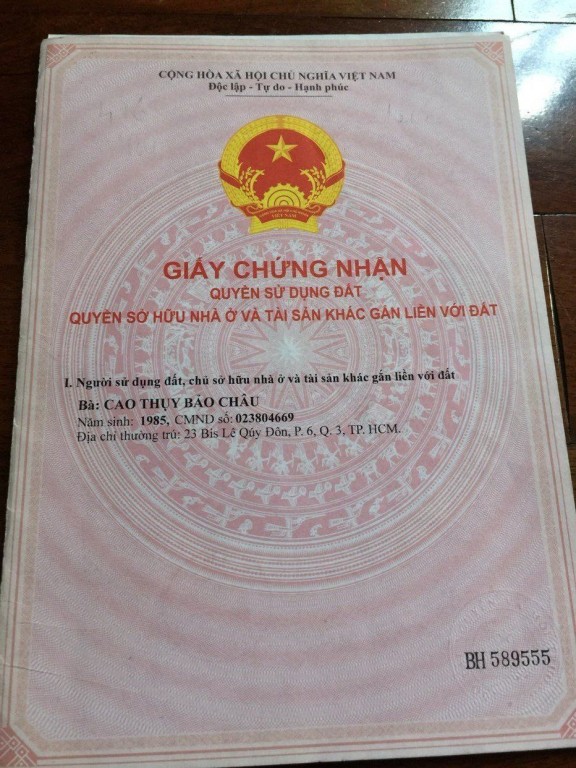 CỘNG HÒA XÃ HỘI CHỦ NGHĨA VIỆT NAM
Độc lập - Tự do - Hạnh phúc
VIỆT NAM
GIẤY CHỨNG NHẬN
QUYỀN SỬ DỤNG ĐẤT
QUYỀN SỞ HỮU NHÀ Ở VÀ TÀI SẢN KHÁC GẮN LIỀN VỚI ĐẤT
I. Người sử dụng đất, chủ sở hữu nhà ở và tài sản khác gắn liền với đất
Bà: CAO THỤY BẢO CHÂU
Năm sinh: 1985, CMND số: 023804669
Địa chỉ thường trú: 23 Bis Lê Qúy Đôn, P. 6, Q. 3, TP. HCM.
BH 589555